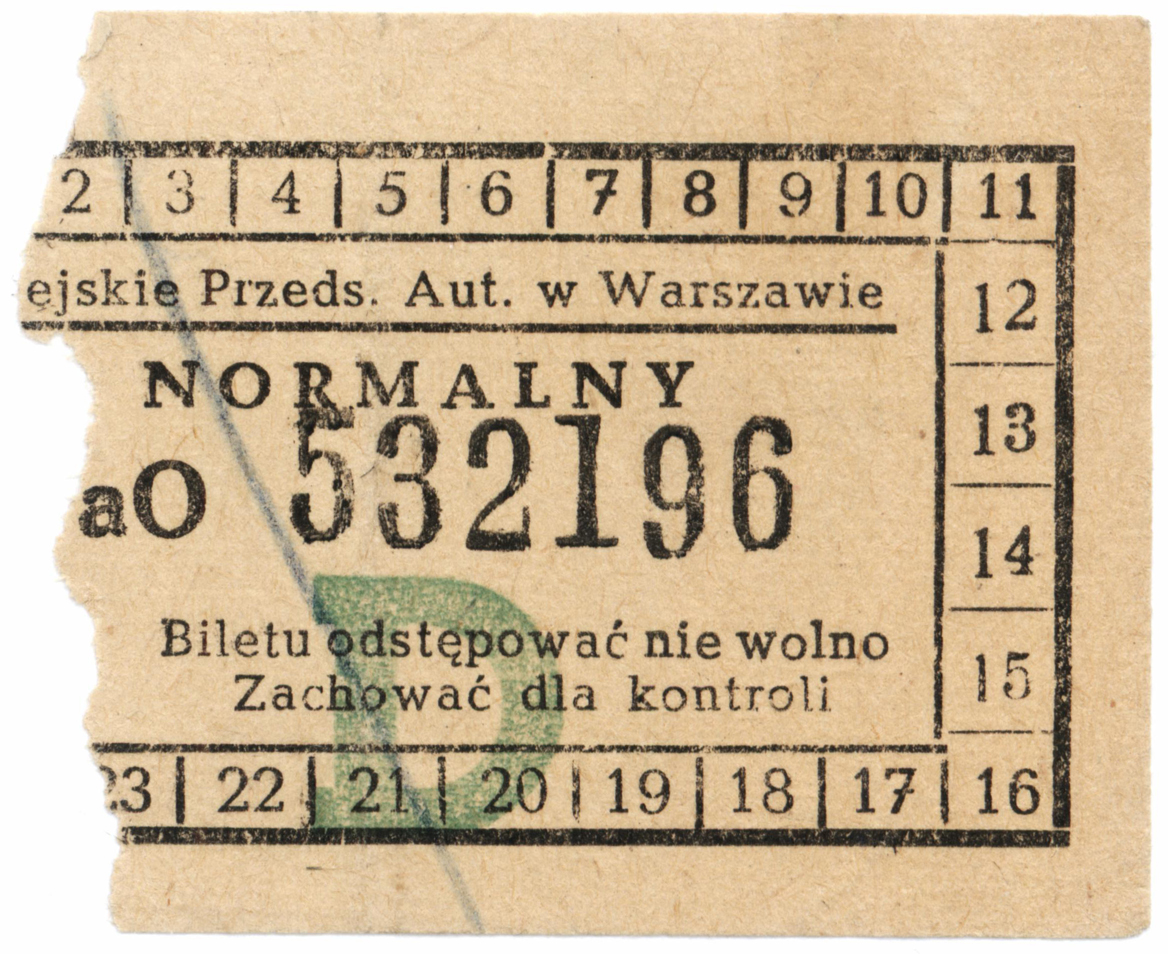 2 3 4 5 6 7 8 9 10 11
ejskie Przeds. Aut. w Warszawie
12
NORMALNY
13
aO 532196
14
Biletu odstępować nie wolno
15
Zachować dla kontroli
D
23 22 21 20 19 18 17 16